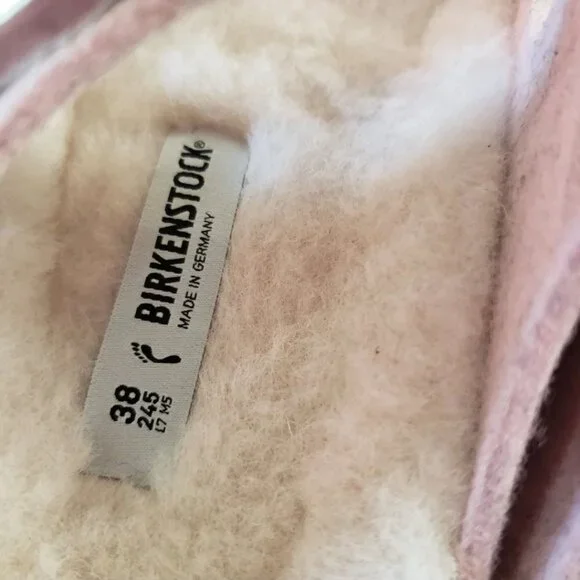 BIRKENSTOCK®
MADE IN GERMANY
38
245
L7 M5